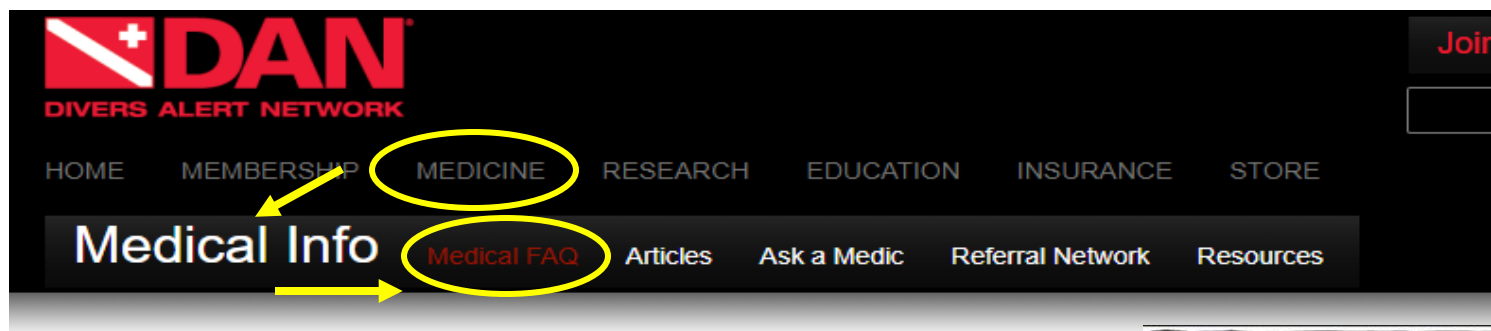 DAN
DIVERS ALERT NETWORK
HOME MEMBERSHIP MEDICINE RESEARCH EDUCATION INSURANCE STORE
Medical Info Medical FAQ Articles Ask a Medic Referral Network Resources